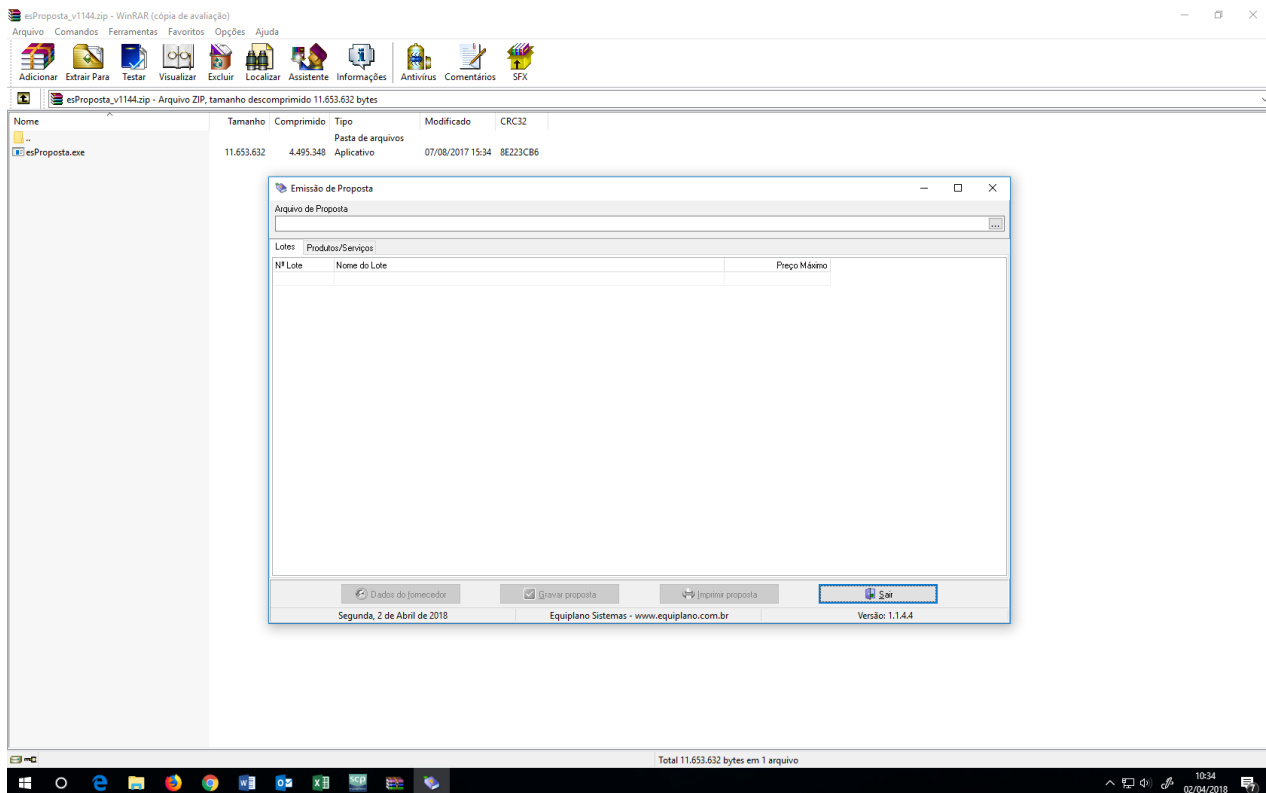 esProposta_v1144.zip - WinRAR (cópia de avaliação)
Arquivo Comandos Ferramentas Favoritos Opções Ajuda
Adicionar Extrair Para Testar Visualizar Excluir Localizar Assistente Informações Antivírus Comentários SFX
esProposta_v1144.zip - Arquivo ZIP, tamanho descomprimido 11.653.632 bytes
Nome Tamanho Comprimido Tipo Modificado CRC32
.. Pasta de arquivos
esProposta.exe 11.653.632 4.495.348 Aplicativo 07/08/2017 15:34 8E223CB6
Emissão de Proposta
Arquivo de Proposta
...
Lotes Produtos/Serviços
Nº Lote Nome do Lote Preço Máximo
Dados do fornecedor Gravar proposta Imprimir proposta Sair
Segunda, 2 de Abril de 2018 Equiplano Sistemas - www.equiplano.com.br Versão: 1.1.4.4
Total 11.653.632 bytes em 1 arquivo
scp
10:34
02/04/2018